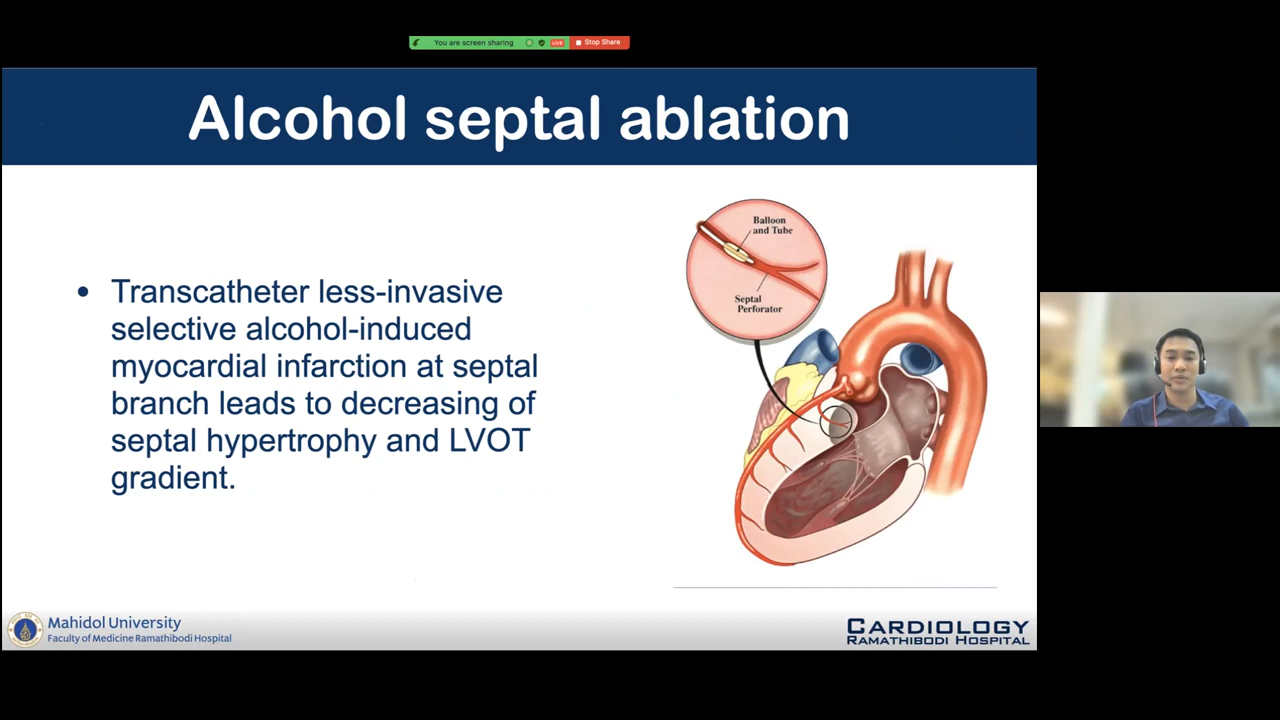 You are screen sharing LIVE Stop Share
Alcohol septal ablation
Balloon
and Tube
Septal
Perforator
• Transcatheter less-invasive
selective alcohol-induced
myocardial infarction at septal
branch leads to decreasing of
septal hypertrophy and LVOT
gradient.
Mahidol University
Faculty of Medicine Ramathibodi Hospital
CARDIOLOGY
RAMATHIBODI HOSPITAL